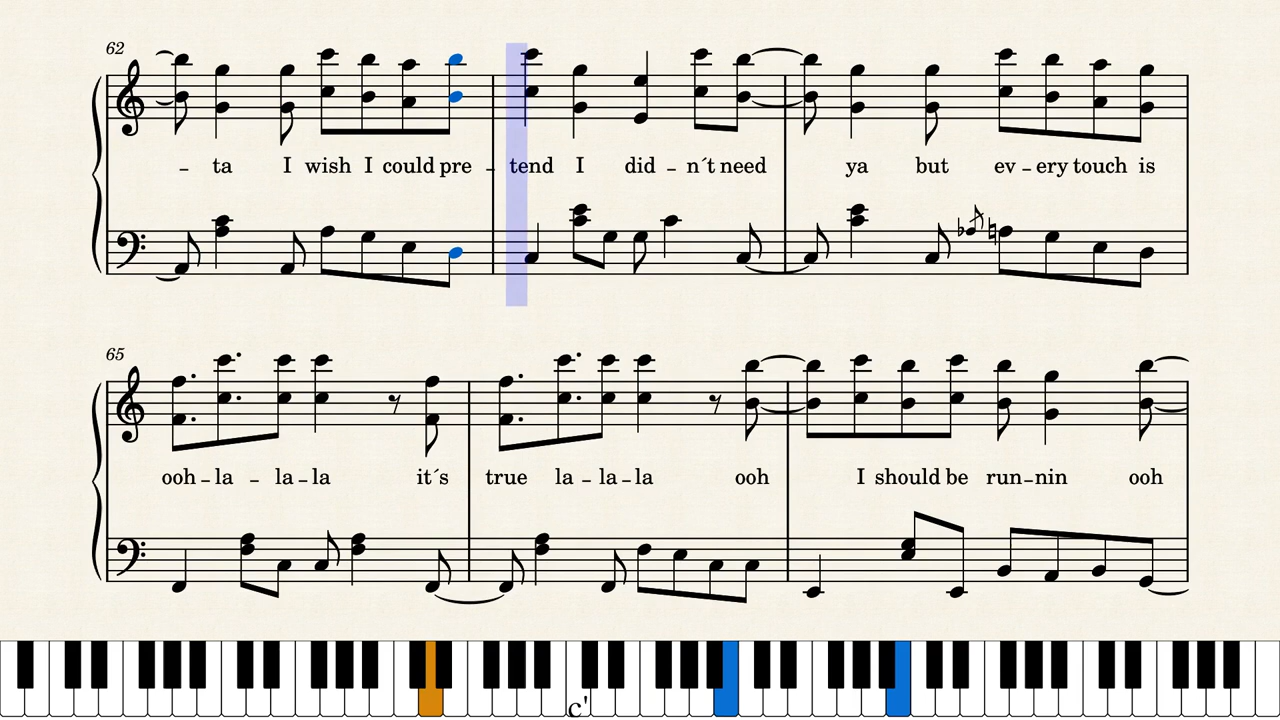 62
- ta I wish I could pre - tend I did - n´t need ya but ev - ery touch is
65
ooh - la - la - la it´s true la - la - la ooh I should be run - nin ooh
c'